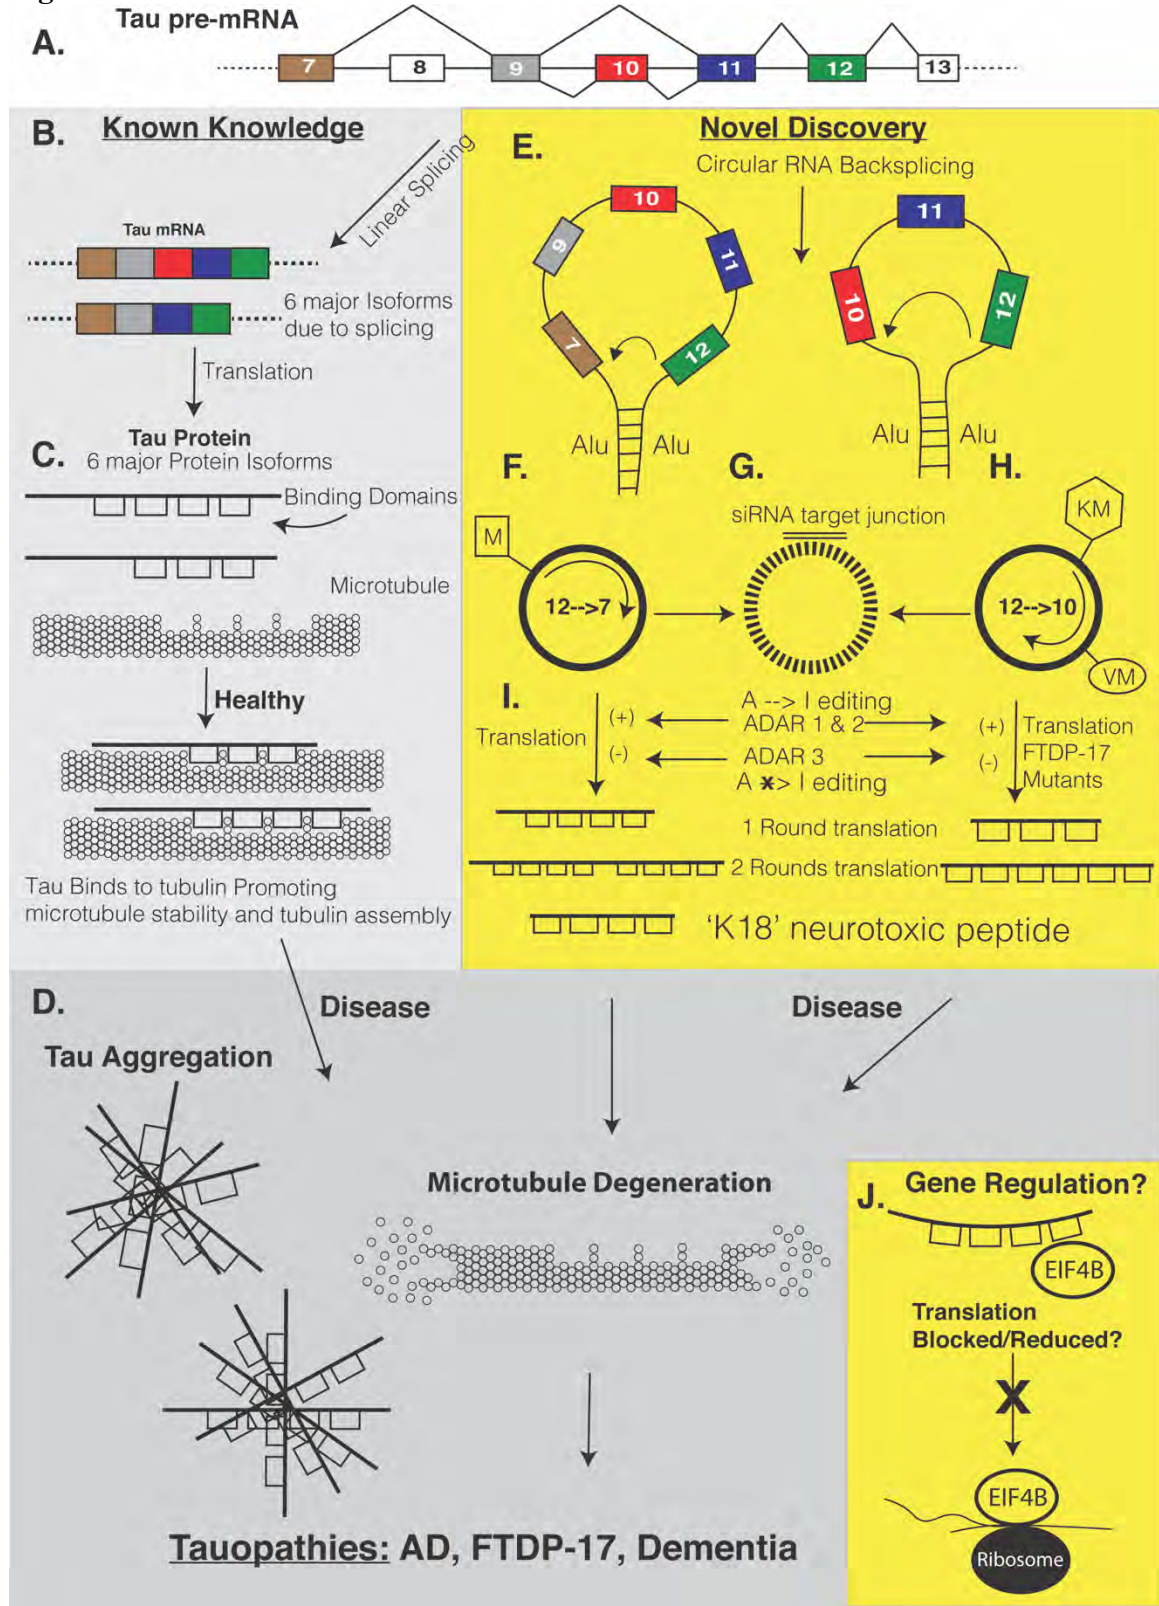 Tau pre-mRNA
A.
7 8 9 10 11 12 13
B. Known Knowledge
Linear Splicing
Tau mRNA
6 major Isoforms
due to splicing
Translation
Tau Protein
C. 6 major Protein Isoforms
Binding Domains
Microtubule
Healthy
Tau Binds to tubulin Promoting
microtubule stability and tubulin assembly
Novel Discovery
E.
Circular RNA Backsplicing
7 9 10 11 12
Alu Alu
10 11 12
Alu Alu
F. G. H.
siRNA target junction
M
12-->7
KM
12-->10
VM
I.
A --> I editing
Translation (+) ADAR 1 & 2 (+) Translation
(-) ADAR 3 (-) FTDP-17
Mutants
A x> I editing
1 Round translation
2 Rounds translation
'K18' neurotoxic peptide
D.
Disease Disease
Tau Aggregation
Microtubule Degeneration
Tauopathies: AD, FTDP-17, Dementia
J. Gene Regulation?
EIF4B
Translation
Blocked/Reduced?
X
EIF4B
Ribosome